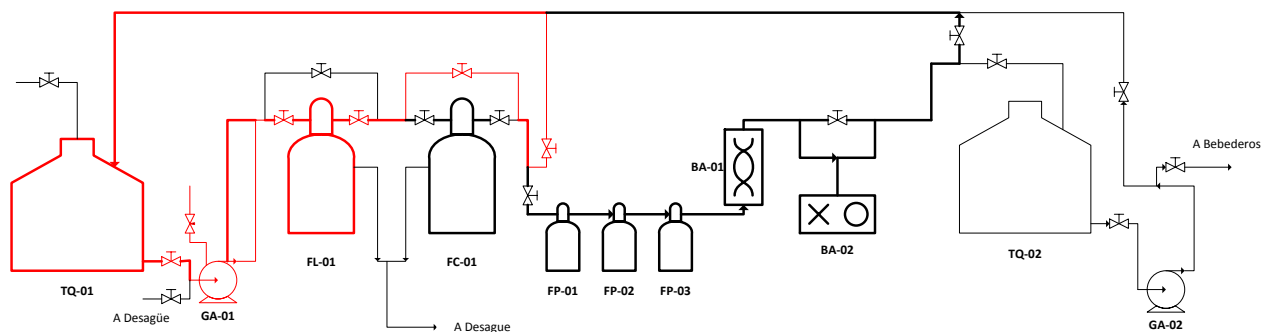 A Bebederos
BA-01
BA-02
TQ-02
FL-01
FC-01
TQ-01
FP-01
FP-02
FP-03
A Desagüe
GA-01
A Desague
GA-02